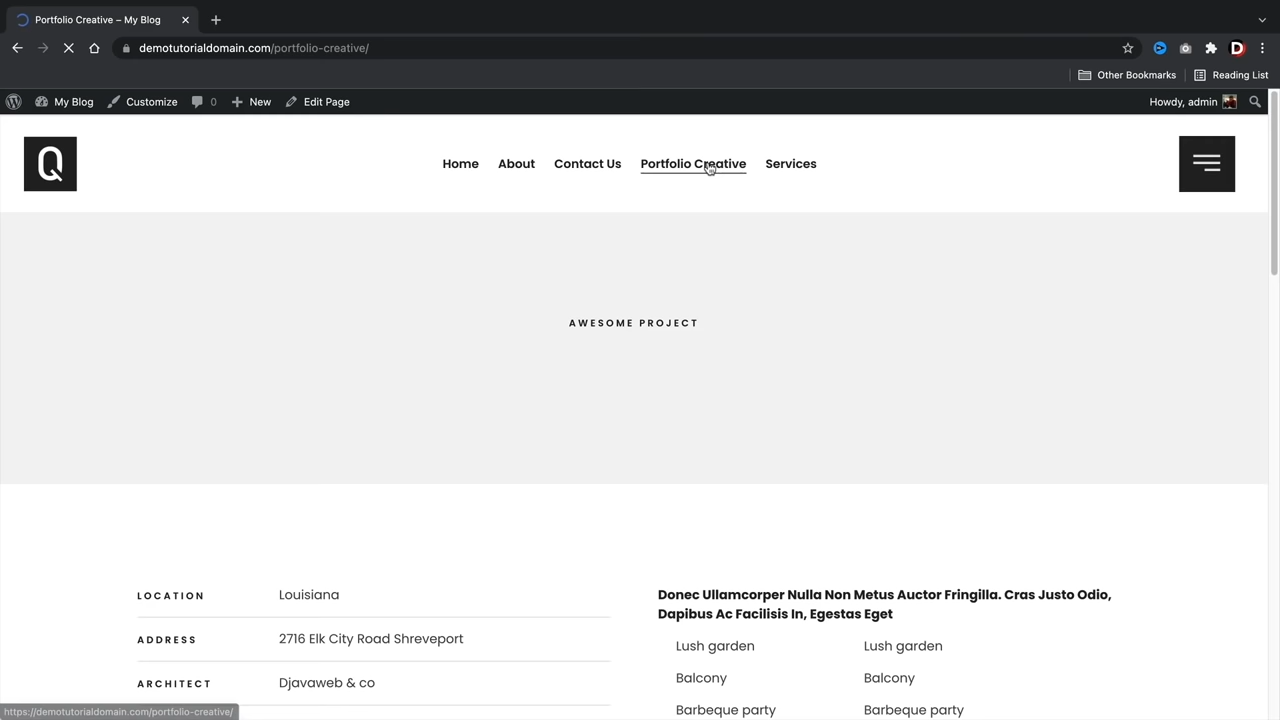 Portfolio Creative – My Blog
demotutorialdomain.com/portfolio-creative/
D
Other Bookmarks Reading List
My Blog Customize 0 New Edit Page Howdy, admin
Q
Home About Contact Us Portfolio Creative Services
AWESOME PROJECT
LOCATION Louisiana
ADDRESS 2716 Elk City Road Shreveport
ARCHITECT Djavaweb & co
Donec Ullamcorper Nulla Non Metus Auctor Fringilla. Cras Justo Odio,
Dapibus Ac Facilisis In, Egestas Eget
Lush garden Lush garden
Balcony Balcony
Barbeque party Barbeque party
https://demotutorialdomain.com/portfolio-creative/